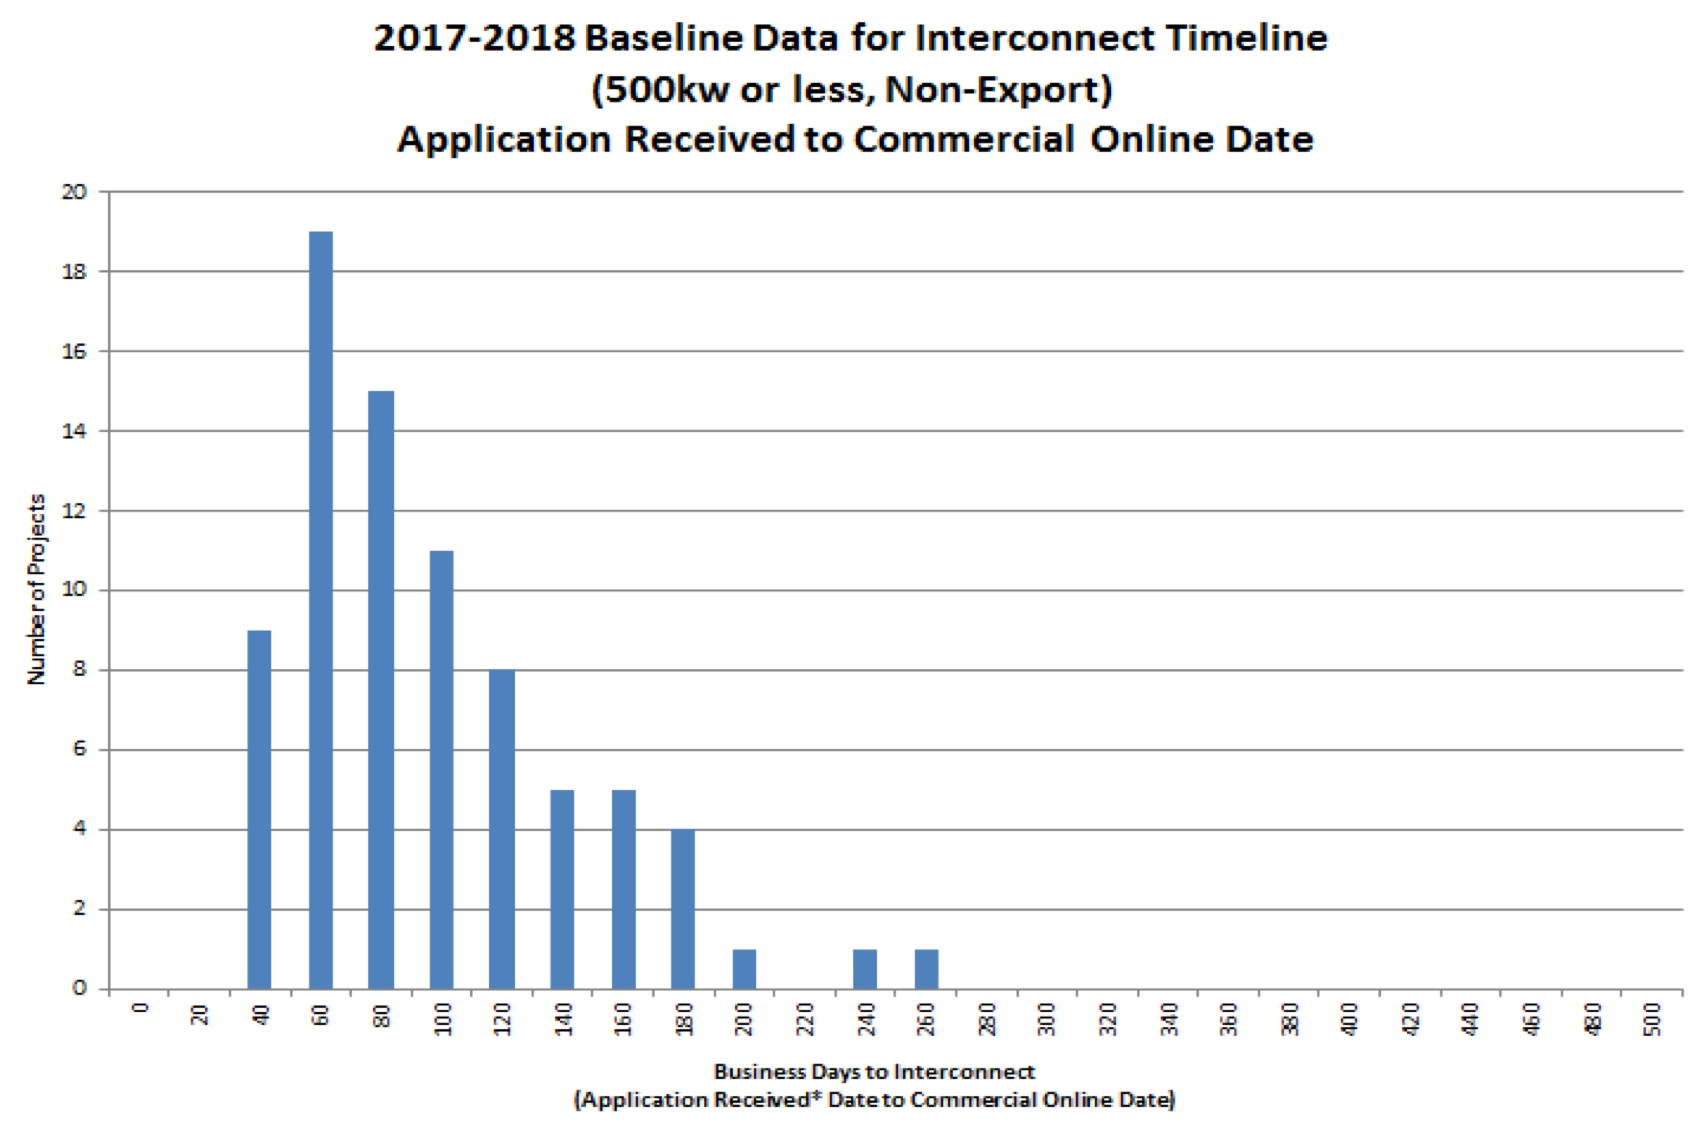 2017-2018 Baseline Data for Interconnect Timeline
(500kw or less, Non-Export)
Application Received to Commercial Online Date
20
18
16
14
12
10
8
6
4
2
0
Number of Projects
0 20 40 60 80 100 120 140 160 180 200 220 240 260 280 300 320 340 360 380 400 420 440 460 480 500
Business Days to Interconnect
(Application Received* Date to Commercial Online Date)